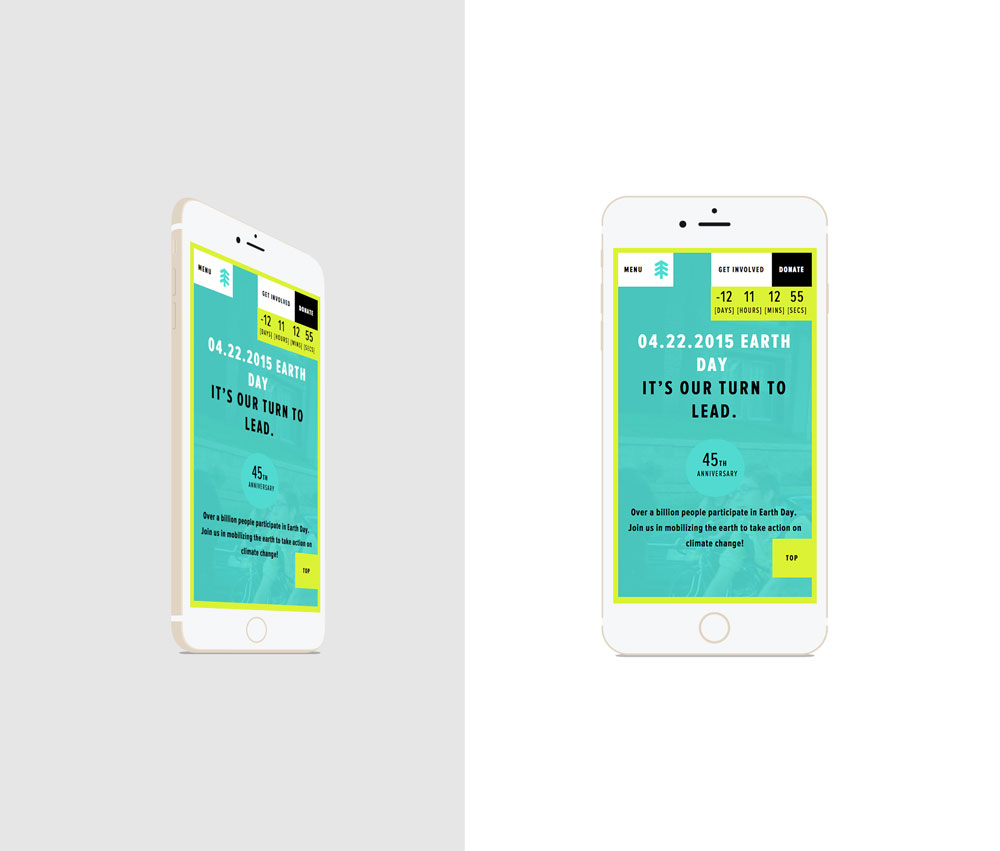 MENU
GET INVOLVED
DONATE
-12 11 12 55
[DAYS] [HOURS] [MINS] [SECS]
04.22.2015 EARTH
DAY
IT'S OUR TURN TO
LEAD.
45TH
ANNIVERSARY
Over a billion people participate in Earth Day.
Join us in mobilizing the earth to take action on
climate change!
TOP
MENU
GET INVOLVED
DONATE
-12 11 12 55
[DAYS] [HOURS] [MINS] [SECS]
04.22.2015 EARTH
DAY
IT'S OUR TURN TO
LEAD.
45TH
ANNIVERSARY
Over a billion people participate in Earth Day.
Join us in mobilizing the earth to take action on
climate change!
TOP